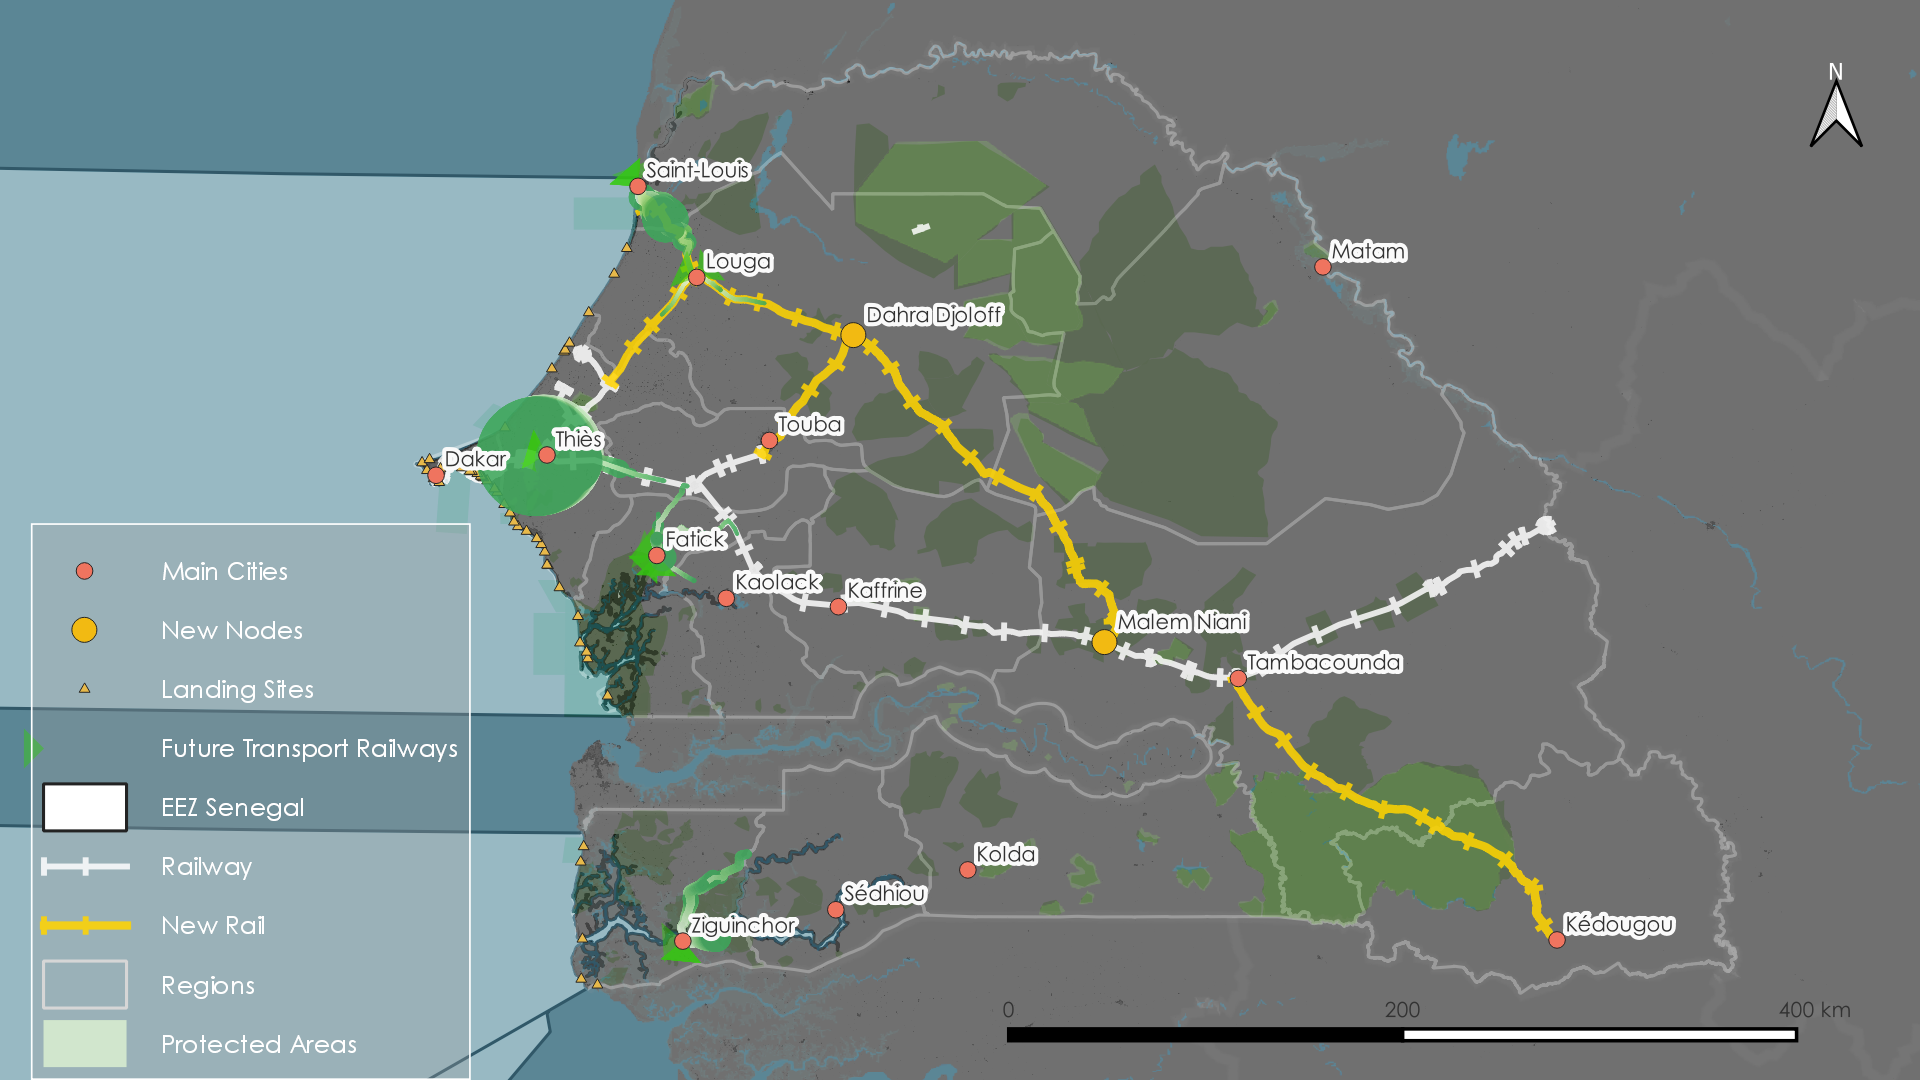 N
Saint-Louis
Louga
Matam
Dahra Djoloff
Touba
Thiès
Dakar
Fatick
Kaolack
Kaffrine
Malem Niani
Tambacounda
Kolda
Sédhiou
Ziguinchor
Kédougou
Main Cities
New Nodes
Landing Sites
Future Transport Railways
EEZ Senegal
Railway
New Rail
Regions
Protected Areas
0 200 400 km